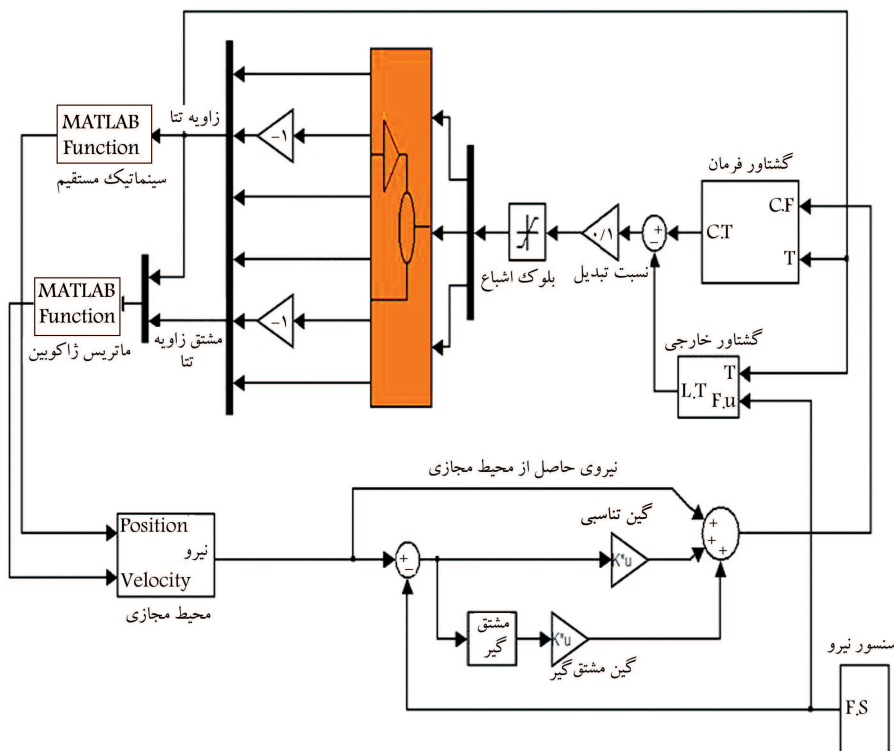 زاویه تتا
MATLAB
Function
سینماتیک مستقیم
−۱
گشتاور فرمان
C.F
C.T
T
۰/۱
نسبت تبدیل
بلوک اشباع
+
−
MATLAB
Function
ماتریس ژاکوبین
مشتق زاویه
تتا
−۱
گشتاور خارجی
T
L.T
F.u
نیروی حاصل از محیط مجازی
گین تناسبی
Position
نیرو
Velocity
محیط مجازی
+
−
K*u
+
+
+
مشتق
گیر
K*u
گین مشتق‌گیر
سنسور نیرو
F.S